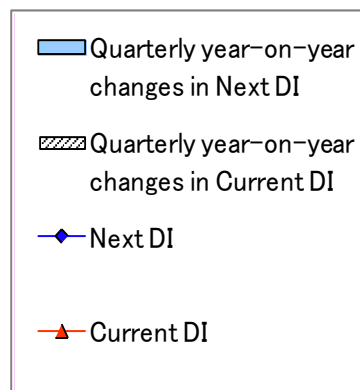 Quarterly year-on-year
changes in Next DI
Quarterly year-on-year
changes in Current DI
Next DI
Current DI